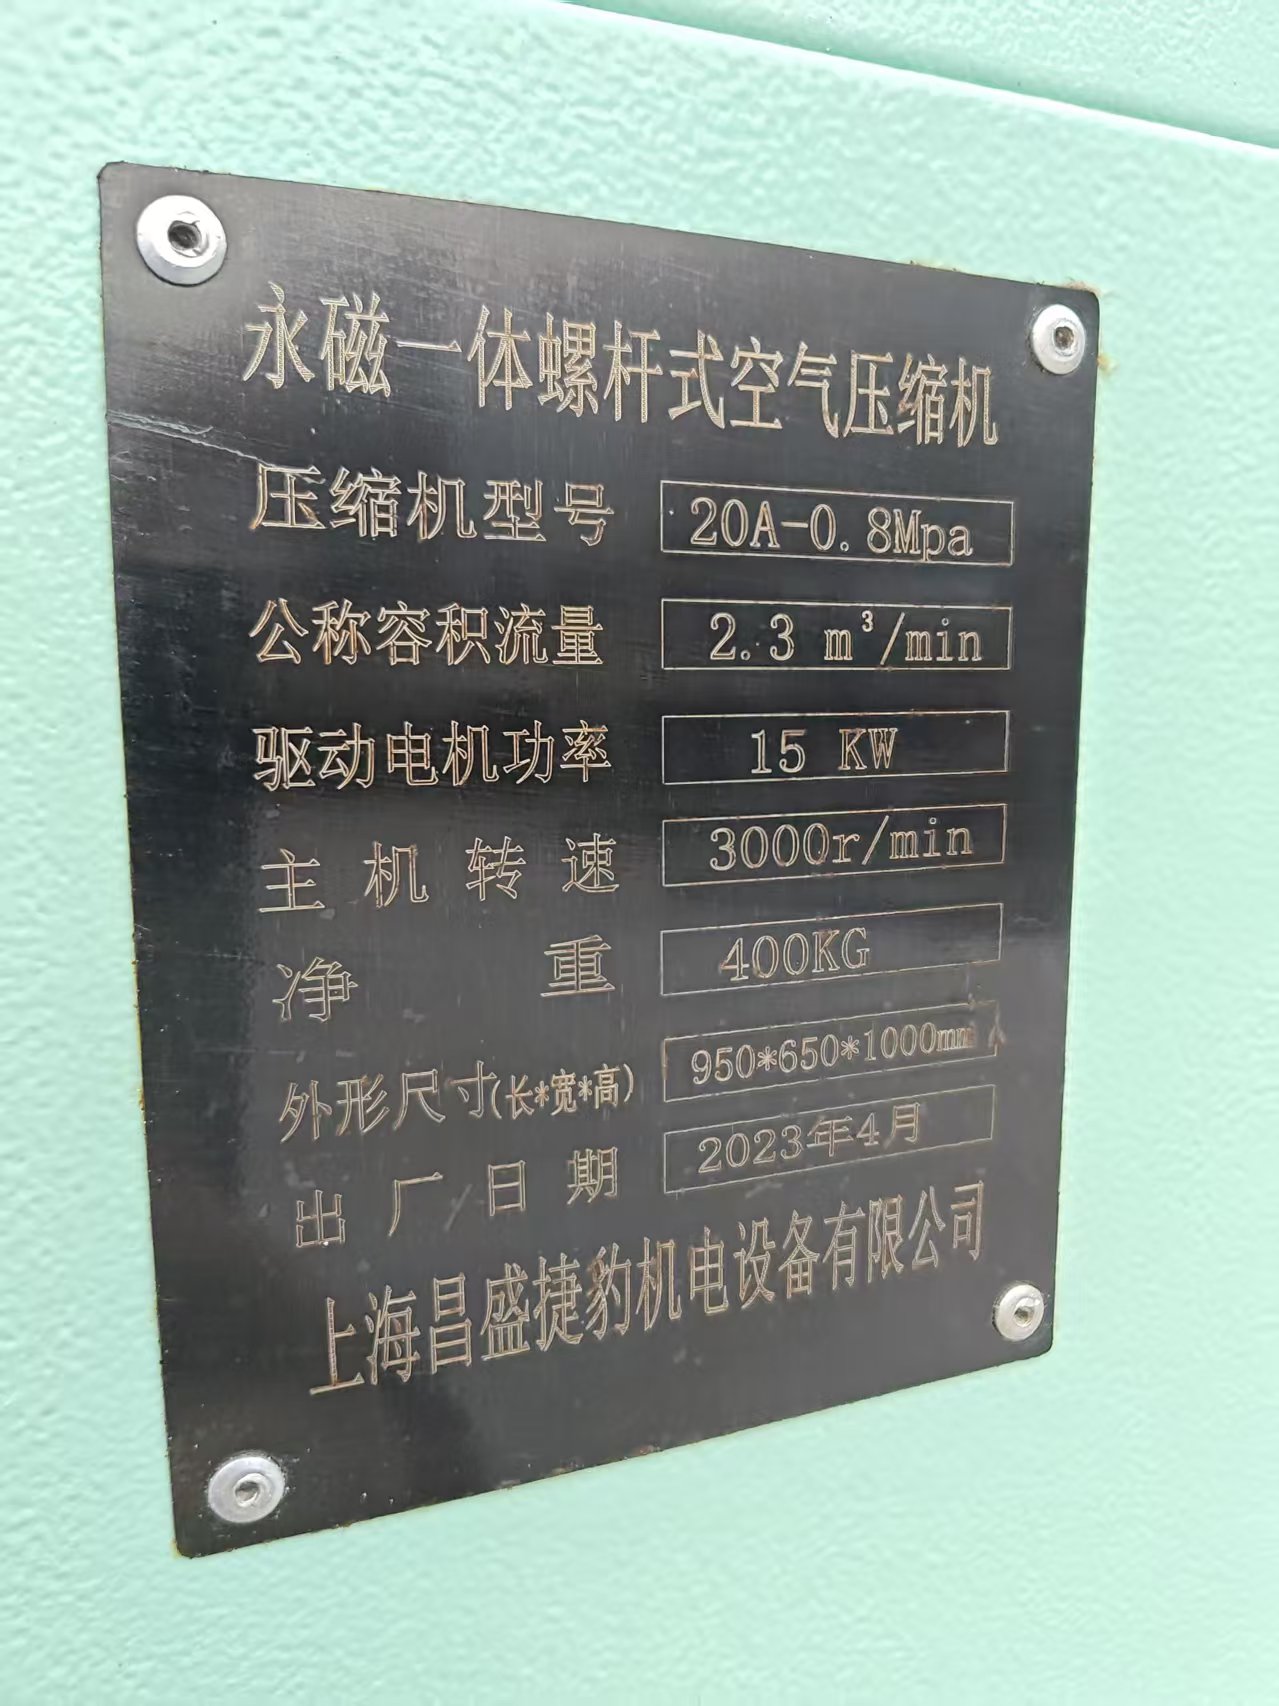 永磁一体螺杆式空气压缩机
压缩机型号 20A-0.8Mpa
公称容积流量 2.3 m³/min
驱动电机功率 15 KW
主机转速 3000r/min
净重 400KG
外形尺寸(长*宽*高) 950*650*1000mm
出厂日期 2023年4月
上海昌盛捷豹机电设备有限公司